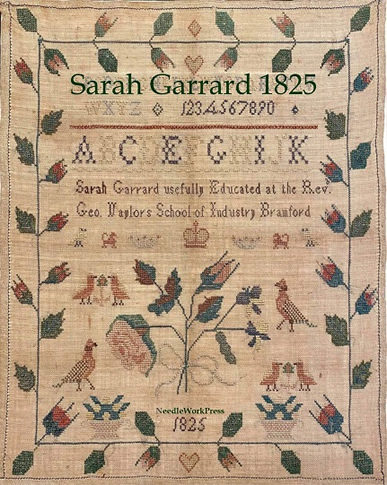 Sarah Garrard 1825
WXYZ 1234567890
ABCDEFGHIJK
Sarah Garrard usefully Educated at the Rev.
Geo. Naylors School of Industry Bramford
NeedleWorkPress
1825